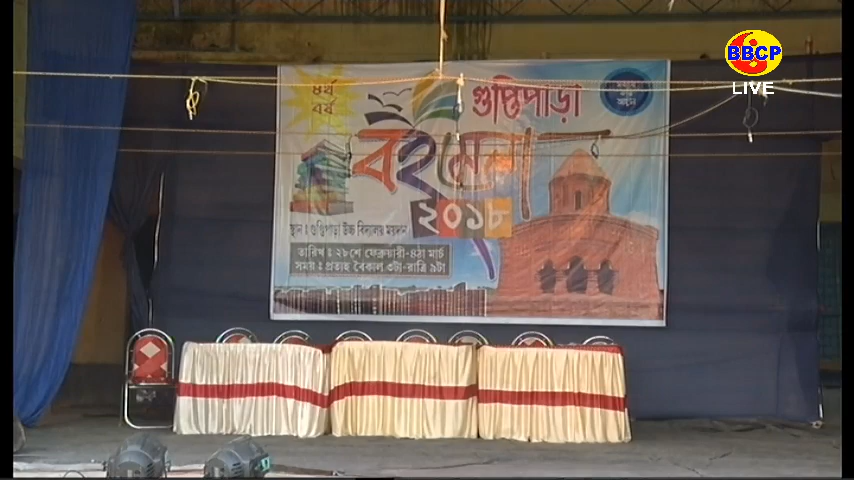 BBCP
LIVE
৪র্থ
বর্ষ
গুপ্তিপাড়া
বইমেলা
২০১৮
স্থান : গুপ্তিপাড়া উচ্চ বিদ্যালয় ময়দান
তারিখ : ২৮শে ফেব্রুয়ারী-৪ঠা মার্চ
সময় : প্রত্যহ বৈকাল ৩টা-রাত্রি ৯টা